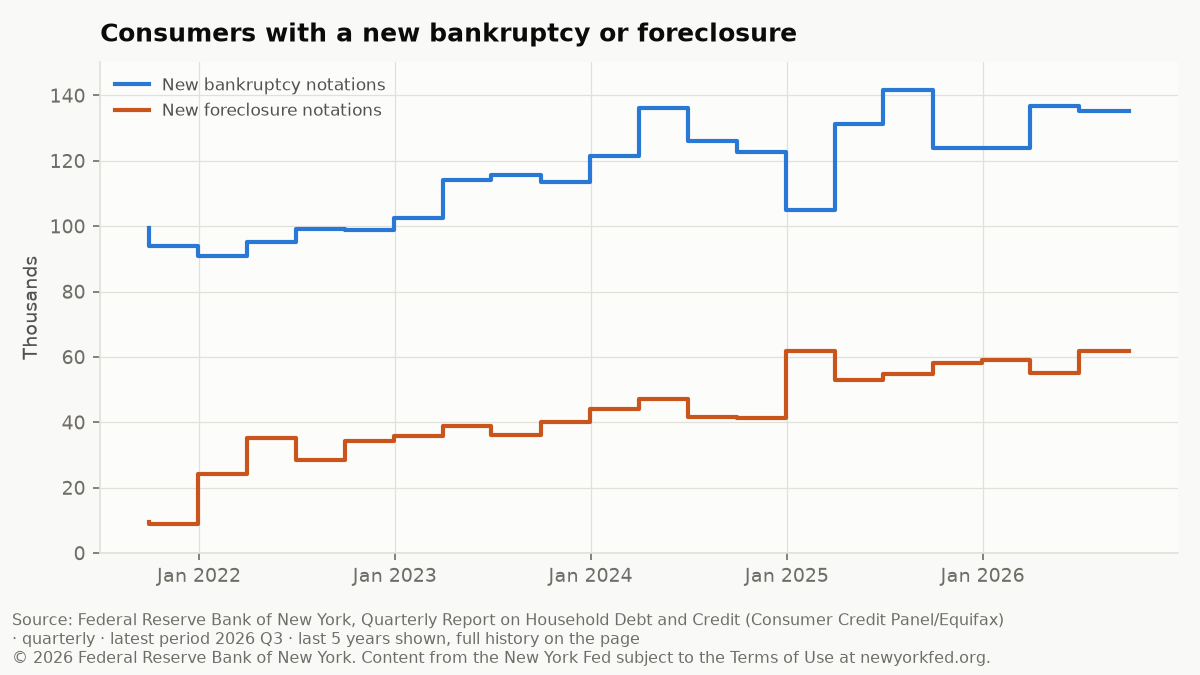 Consumers with a new bankruptcy or foreclosure
New bankruptcy notations
New foreclosure notations
Thousands
140
120
100
80
60
40
20
0
Jan 2022
Jan 2023
Jan 2024
Jan 2025
Jan 2026
Source: Federal Reserve Bank of New York, Quarterly Report on Household Debt and Credit (Consumer Credit Panel/Equifax)
· quarterly · latest period 2026 Q3 · last 5 years shown, full history on the page
© 2026 Federal Reserve Bank of New York. Content from the New York Fed subject to the Terms of Use at newyorkfed.org.